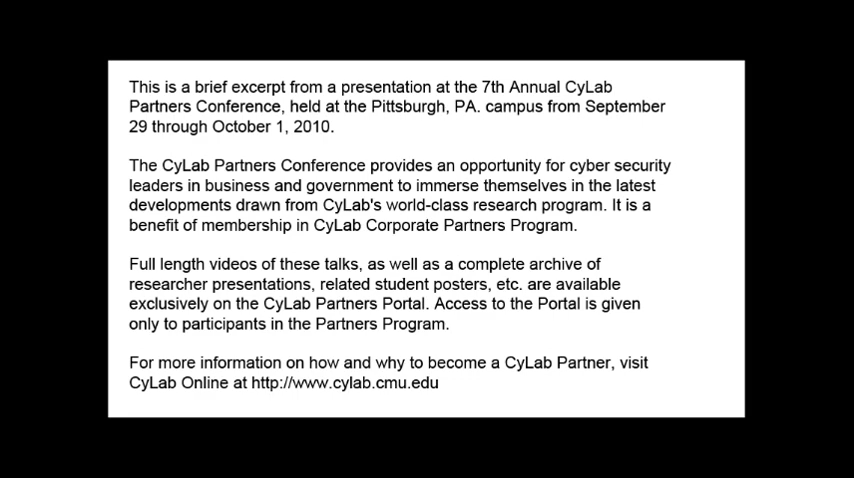 This is a brief excerpt from a presentation at the 7th Annual CyLab
Partners Conference, held at the Pittsburgh, PA. campus from September
29 through October 1, 2010.
The CyLab Partners Conference provides an opportunity for cyber security
leaders in business and government to immerse themselves in the latest
developments drawn from CyLab's world-class research program. It is a
benefit of membership in CyLab Corporate Partners Program.
Full length videos of these talks, as well as a complete archive of
researcher presentations, related student posters, etc. are available
exclusively on the CyLab Partners Portal. Access to the Portal is given
only to participants in the Partners Program.
For more information on how and why to become a CyLab Partner, visit
CyLab Online at http://www.cylab.cmu.edu